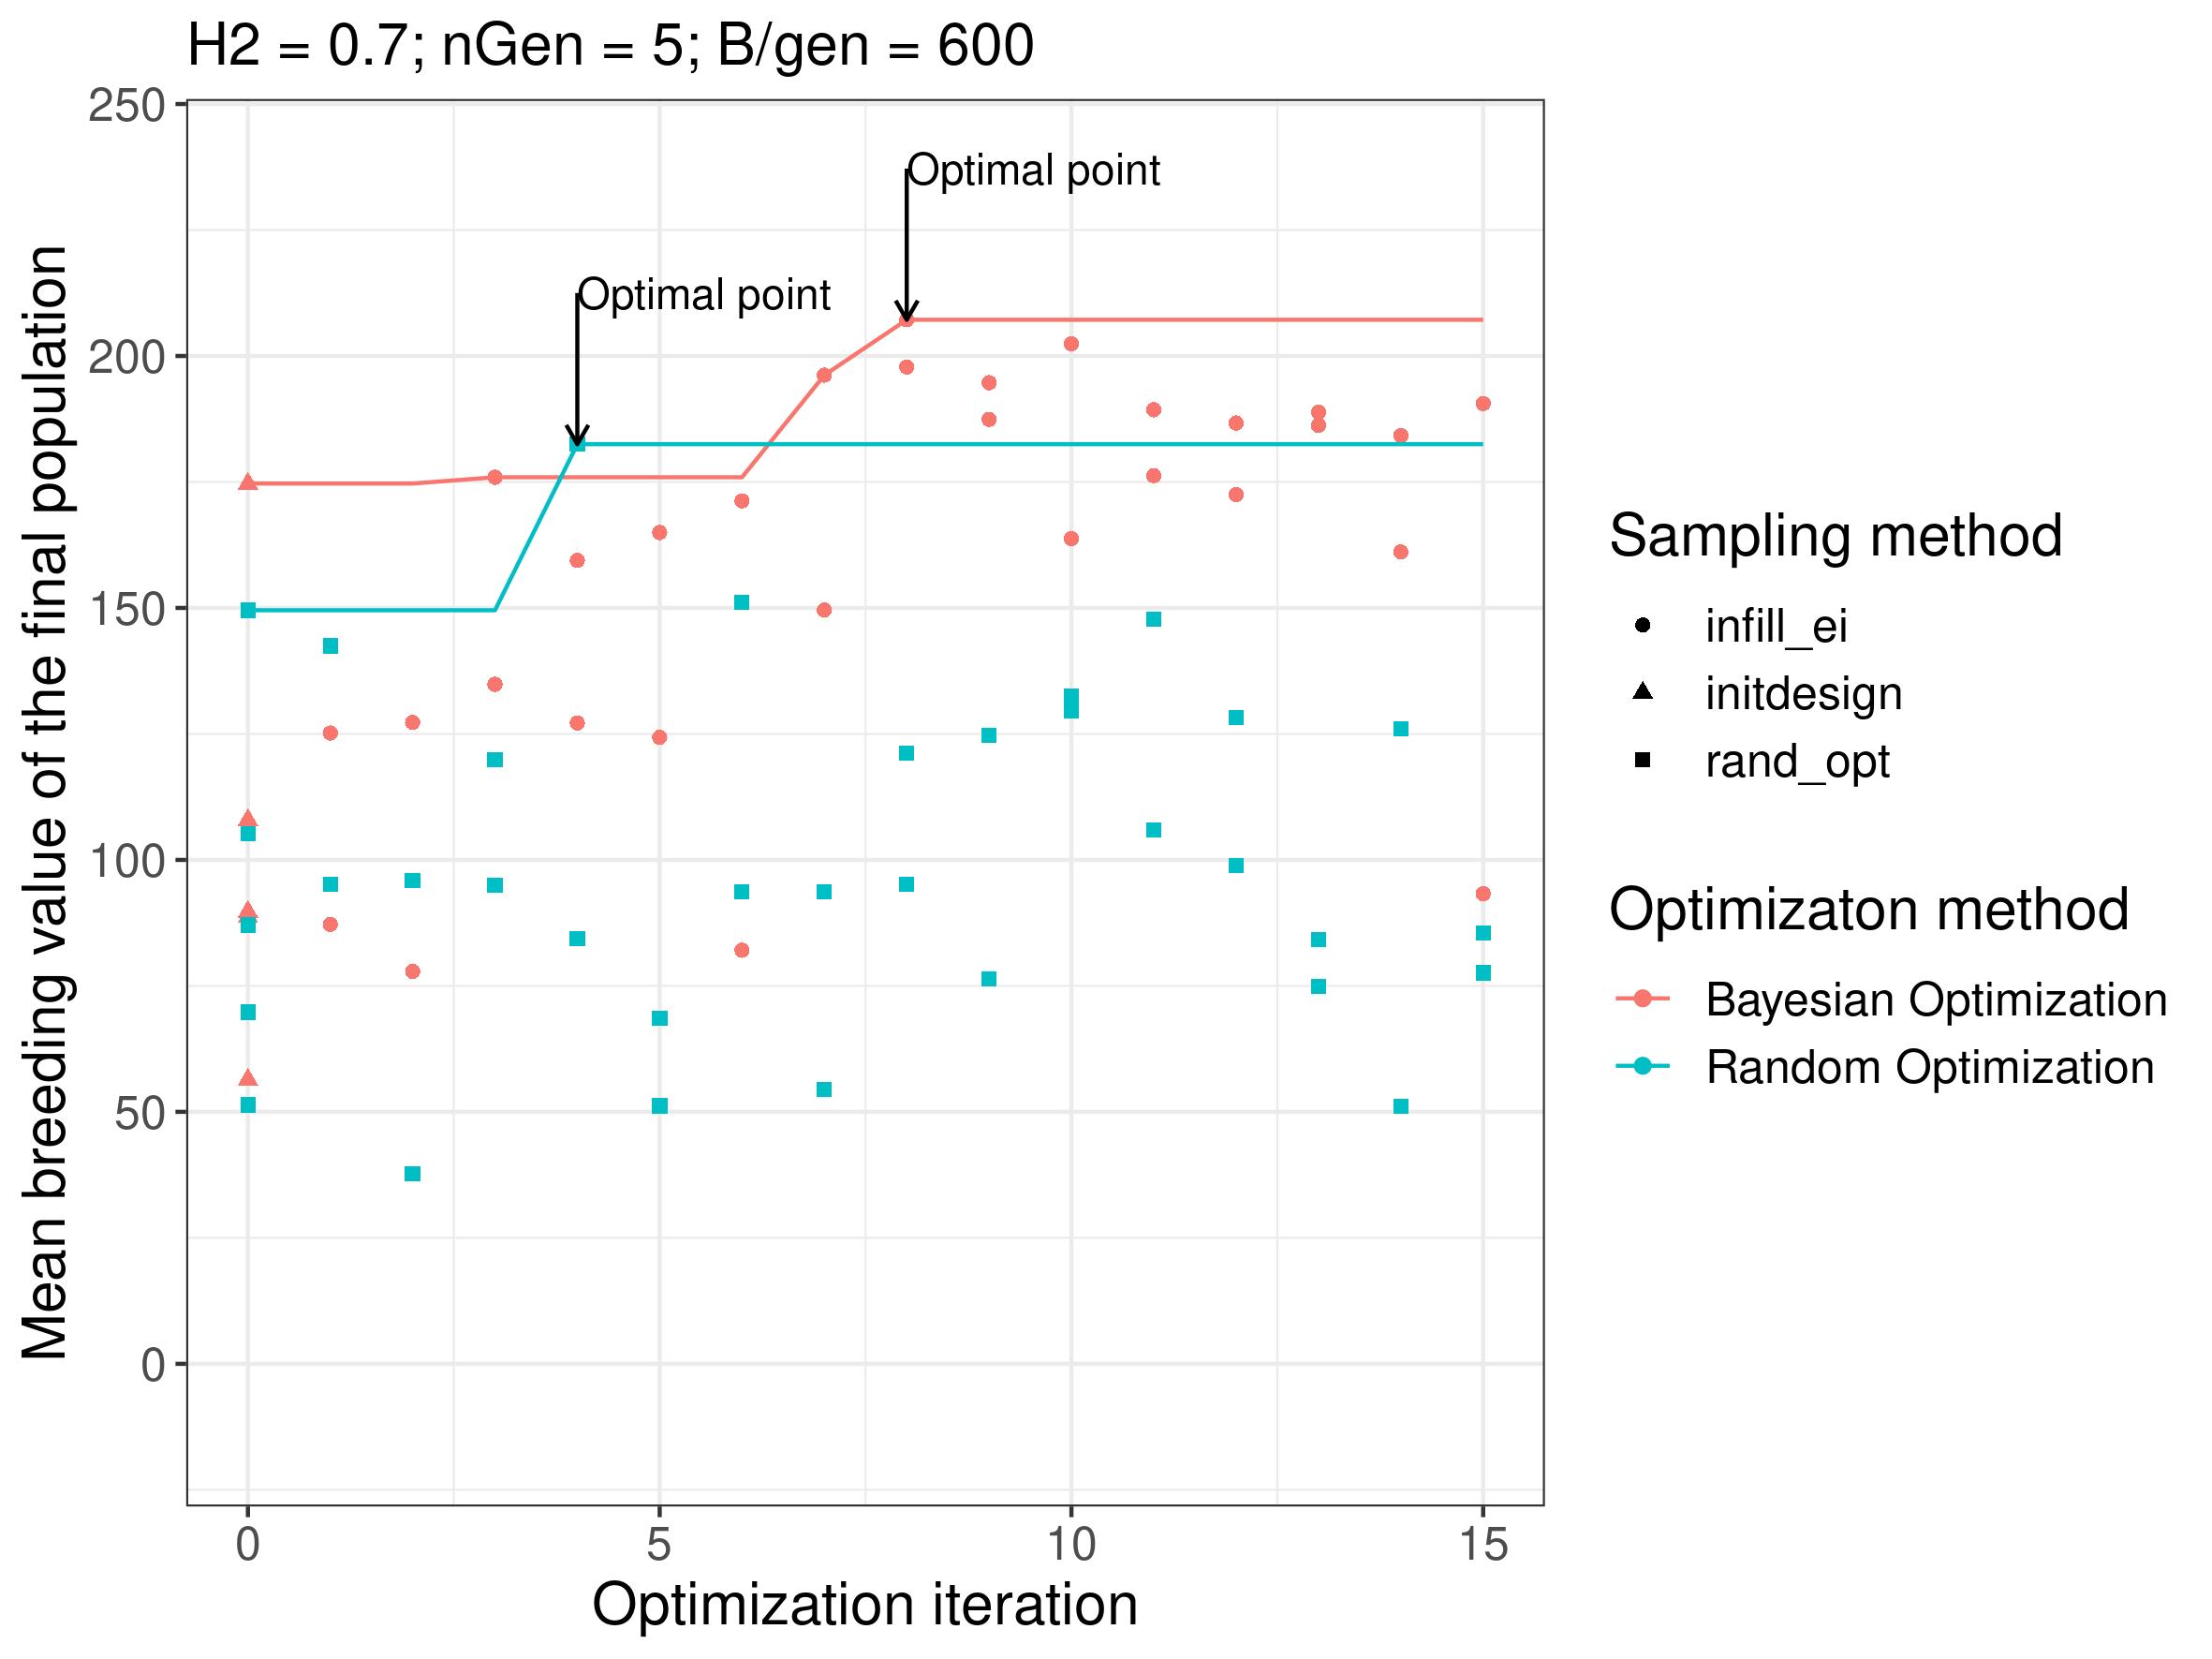 H2 = 0.7; nGen = 5; B/gen = 600
Mean breeding value of the final population
250
200
150
100
50
0
Optimal point
Optimal point
0
5
10
15
Optimization iteration
Sampling method
infill_ei
initdesign
rand_opt
Optimizaton method
Bayesian Optimization
Random Optimization